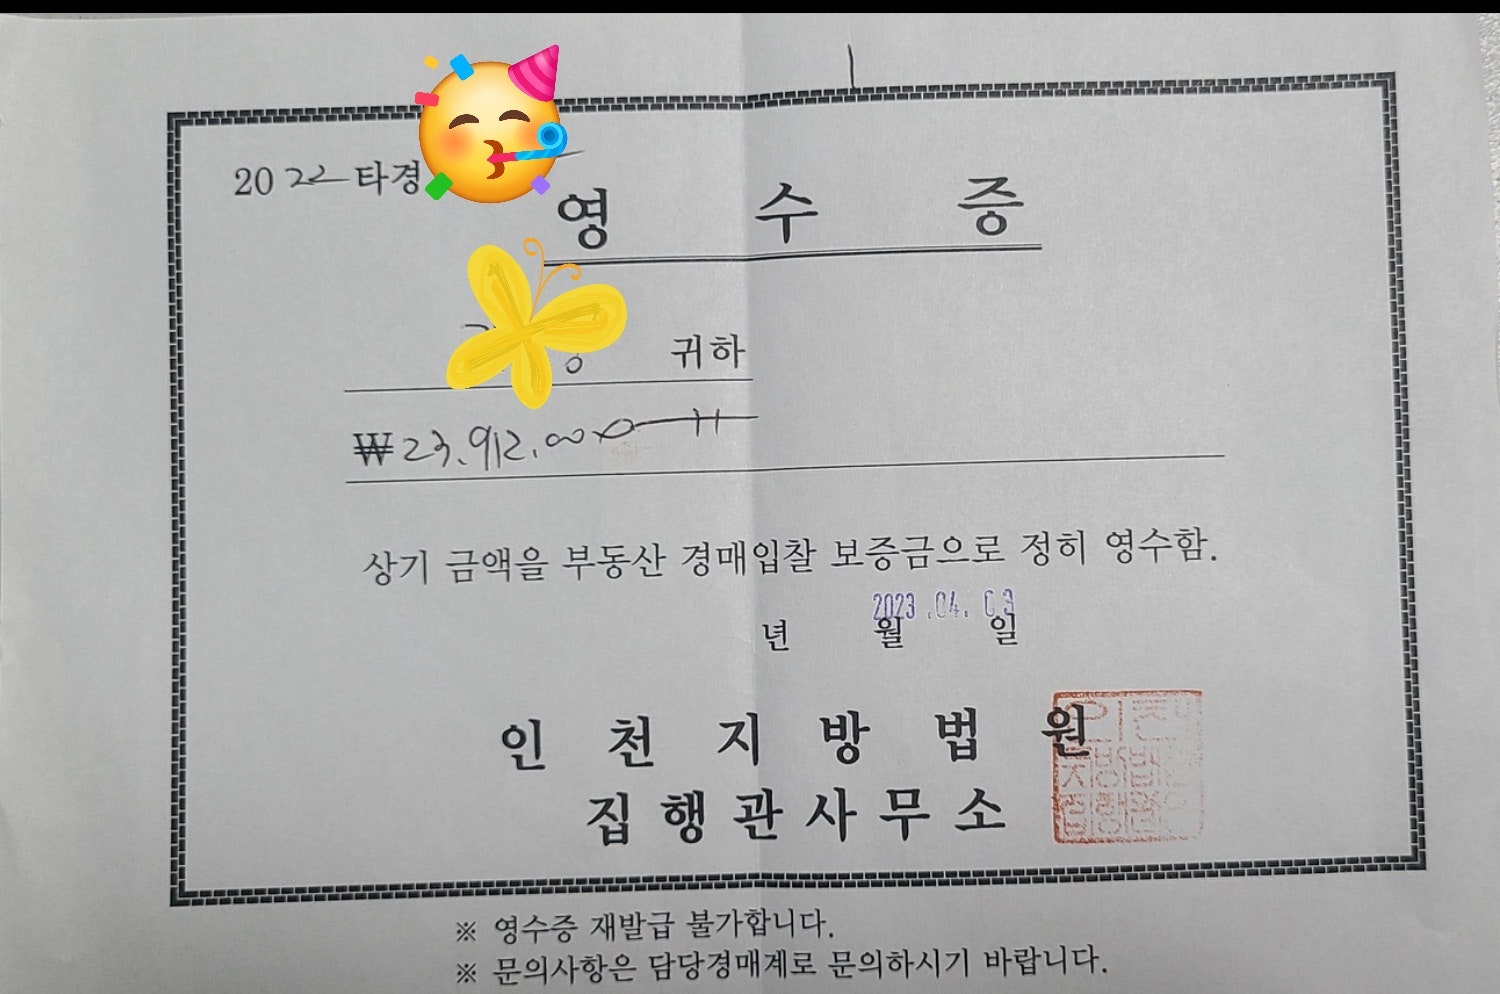 2022타경
영 수 증
귀하
₩23,912,000
상기 금액을 부동산 경매입찰 보증금으로 정히 영수함.
2023.04.03
년 월 일
인 천 지 방 법 원
집 행 관 사 무 소
※ 영수증 재발급 불가합니다.
※ 문의사항은 담당경매계로 문의하시기 바랍니다.